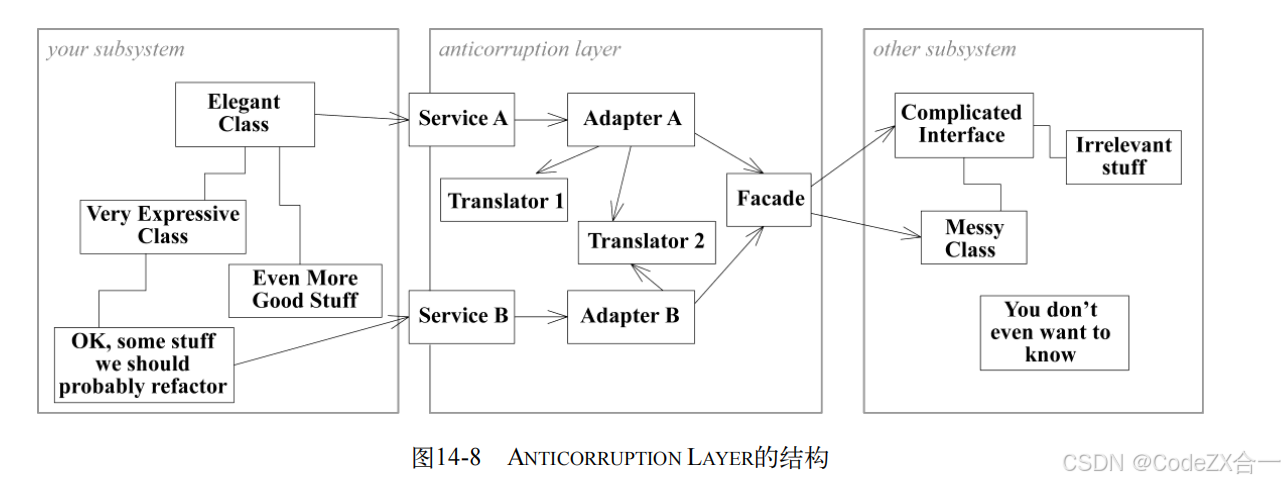 your subsystem
anticorruption layer
other subsystem
Elegant
Class
Very Expressive
Class
Even More
Good Stuff
OK, some stuff
we should
probably refactor
Service A
Adapter A
Translator 1
Translator 2
Facade
Service B
Adapter B
Complicated
Interface
Irrelevant
stuff
Messy
Class
You don’t
even want to
know
图14-8 ANTICORRUPTION LAYER的结构
CSDN @CodeZX合一